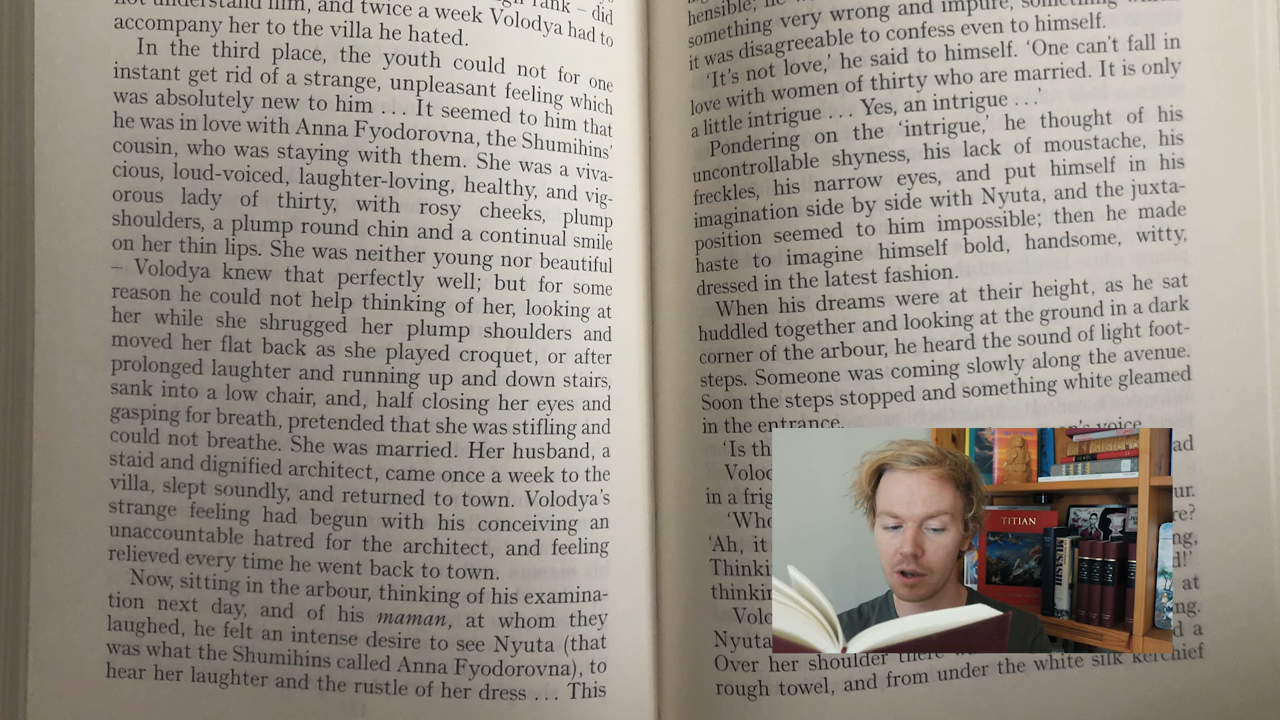 not understand him, and twice a week Volodya had to
accompany her to the villa he hated.
In the third place, the youth could not for one
instant get rid of a strange, unpleasant feeling which
was absolutely new to him . . . It seemed to him that
he was in love with Anna Fyodorovna, the Shumihins'
cousin, who was staying with them. She was a viva-
cious, loud-voiced, laughter-loving, healthy, and vig-
orous lady of thirty, with rosy cheeks, plump
shoulders, a plump round chin and a continual smile
on her thin lips. She was neither young nor beautiful
– Volodya knew that perfectly well; but for some
reason he could not help thinking of her, looking at
her while she shrugged her plump shoulders and
moved her flat back as she played croquet, or after
prolonged laughter and running up and down stairs,
sank into a low chair, and, half closing her eyes and
gasping for breath, pretended that she was stifling and
could not breathe. She was married. Her husband, a
staid and dignified architect, came once a week to the
villa, slept soundly, and returned to town. Volodya's
strange feeling had begun with his conceiving an
unaccountable hatred for the architect, and feeling
relieved every time he went back to town.
Now, sitting in the arbour, thinking of his examina-
tion next day, and of his maman, at whom they
laughed, he felt an intense desire to see Nyuta (that
was what the Shumihins called Anna Fyodorovna), to
hear her laughter and the rustle of her dress . . . This
something very wrong and impure, something
it was disagreeable to confess even to himself.
'It's not love,' he said to himself. 'One can't fall in
love with women of thirty who are married. It is only
a little intrigue . . . Yes, an intrigue . . .'
Pondering on the 'intrigue,' he thought of his
uncontrollable shyness, his lack of moustache, his
freckles, his narrow eyes, and put himself in his
imagination side by side with Nyuta, and the juxta-
position seemed to him impossible; then he made
haste to imagine himself bold, handsome, witty,
dressed in the latest fashion.
When his dreams were at their height, as he sat
huddled together and looking at the ground in a dark
corner of the arbour, he heard the sound of light foot-
steps. Someone was coming slowly along the avenue.
Soon the steps stopped and something white gleamed
in the entrance.
'Is th voice
Voloc ad
in a frig ur.
'Who re?
'Ah, it ng,
Thinki d!'
thinkin at
Volo ng.
Nyuta d a
Over her shoulder there
rough towel, and from under the white silk kerchief
TITIAN
MUSASHI